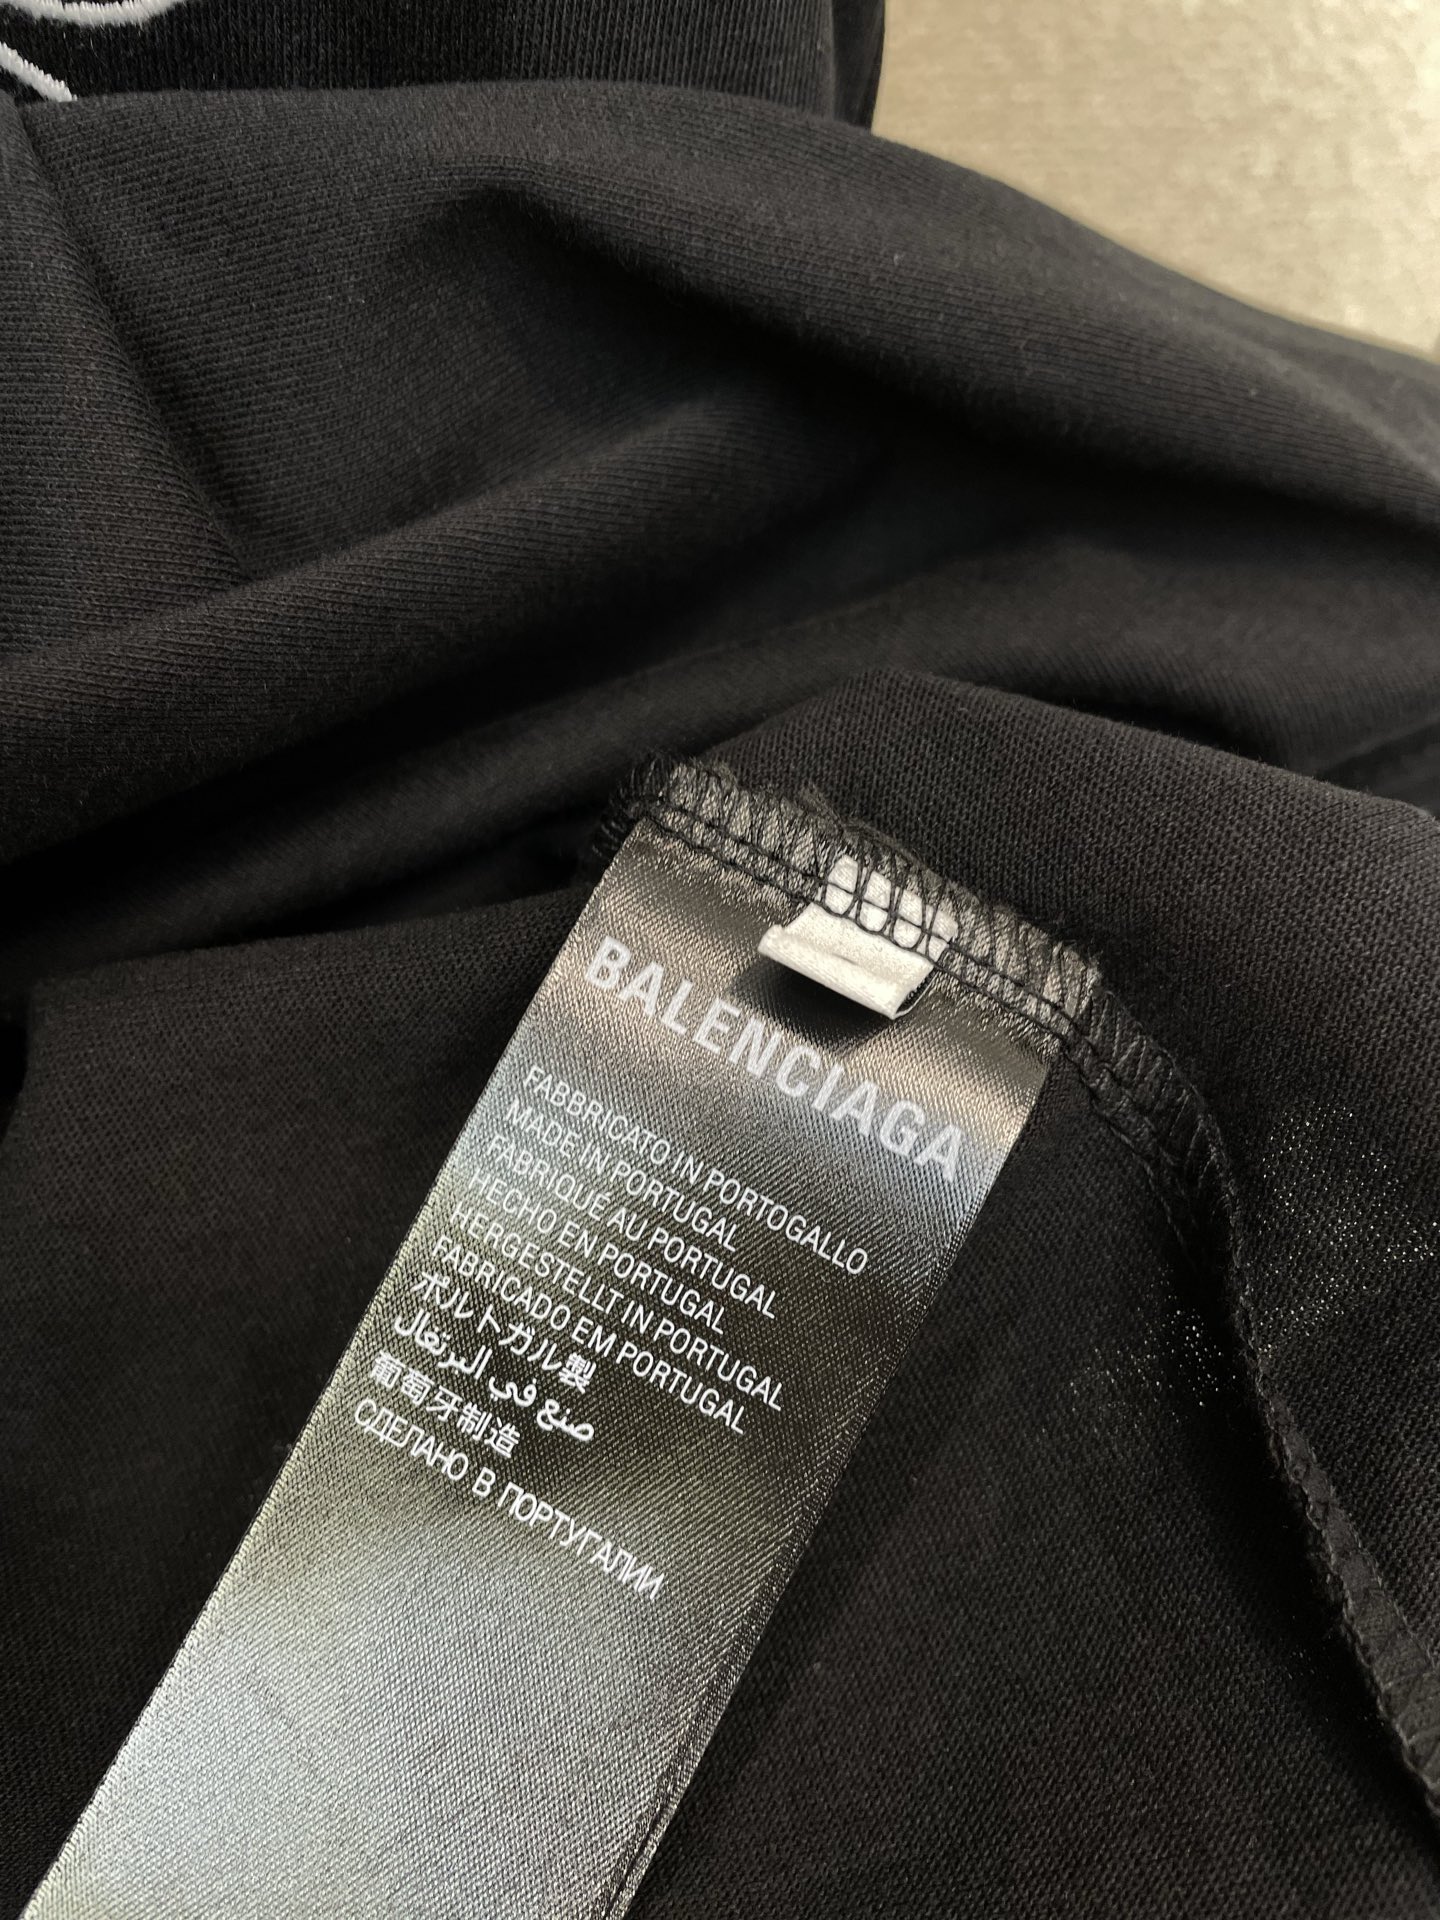 BALENCIAGA
FABBRICATO IN PORTOGALLO
MADE IN PORTUGAL
FABRIQUÉ AU PORTUGAL
HECHO EN PORTUGAL
HERGESTELLT IN PORTUGAL
FABRICADO EM PORTUGAL
ポルトガル製
صنع في البرتغال
葡萄牙制造
СДЕЛАНО В ПОРТУГАЛИИ